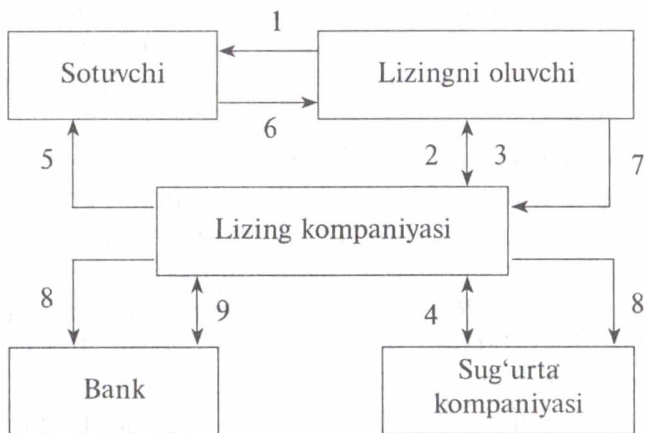 1
Sotuvchi
Lizingni oluvchi
6
5
2
3
7
Lizing kompaniyasi
8
9
4
8
Bank
Sug‘urta
kompaniyasi